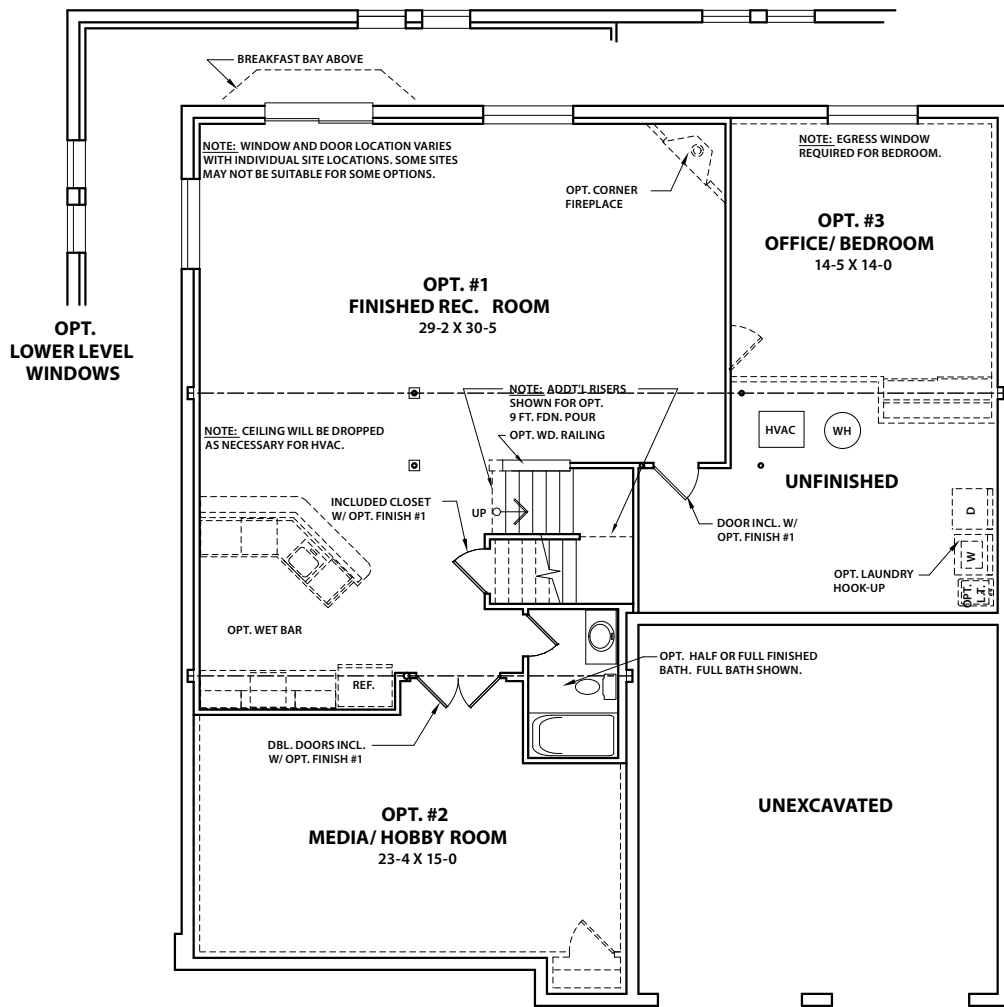 BREAKFAST BAY ABOVE
NOTE: WINDOW AND DOOR LOCATION VARIES
WITH INDIVIDUAL SITE LOCATIONS. SOME SITES
MAY NOT BE SUITABLE FOR SOME OPTIONS.
NOTE: EGRESS WINDOW
REQUIRED FOR BEDROOM.
OPT. CORNER
FIREPLACE
OPT. #3
OFFICE/ BEDROOM
14-5 X 14-0
OPT. #1
FINISHED REC. ROOM
29-2 X 30-5
OPT.
LOWER LEVEL
WINDOWS
NOTE: ADDT'L RISERS
SHOWN FOR OPT.
9 FT. FDN. POUR
OPT. WD. RAILING
NOTE: CEILING WILL BE DROPPED
AS NECESSARY FOR HVAC.
HVAC
WH
UNFINISHED
INCLUDED CLOSET
W/ OPT. FINISH #1
UP
DOOR INCL. W/
OPT. FINISH #1
D
W
OPT.
L.T.
OPT. LAUNDRY
HOOK-UP
OPT. WET BAR
REF.
OPT. HALF OR FULL FINISHED
BATH. FULL BATH SHOWN.
DBL. DOORS INCL.
W/ OPT. FINISH #1
OPT. #2
MEDIA/ HOBBY ROOM
23-4 X 15-0
UNEXCAVATED